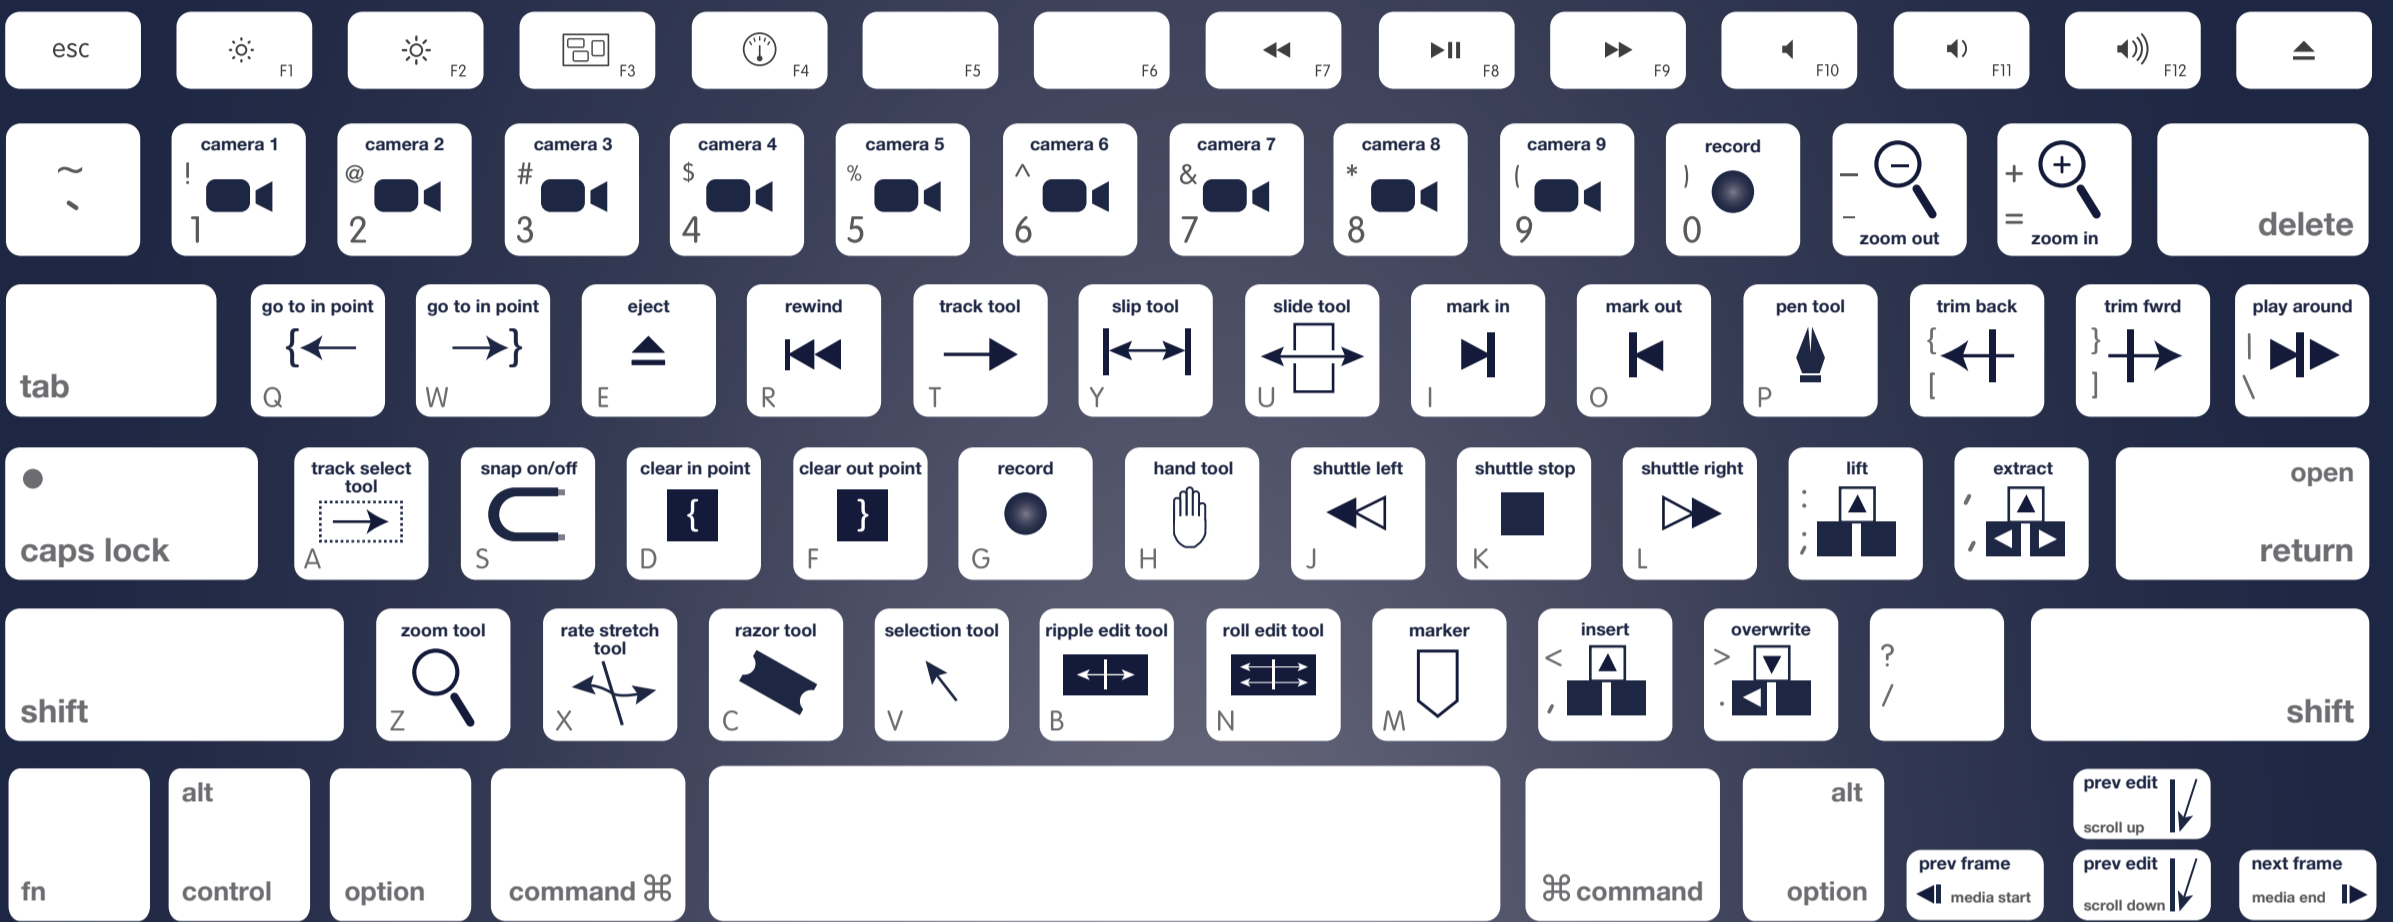 esc
F1
F2
F3
F4
F5
F6
F7
F8
F9
F10
F11
F12
~
`
camera 1
!
1
camera 2
@
2
camera 3
#
3
camera 4
$
4
camera 5
%
5
camera 6
^
6
camera 7
&
7
camera 8
*
8
camera 9
(
9
record
)
0
–
-
zoom out
+
=
zoom in
delete
tab
go to in point
{
Q
go to in point
}
W
eject
E
rewind
R
track tool
T
slip tool
Y
slide tool
U
mark in
I
mark out
O
pen tool
P
trim back
{
[
trim fwrd
}
]
play around
|
\
caps lock
track select
tool
A
snap on/off
S
clear in point
{
D
clear out point
}
F
record
G
hand tool
H
shuttle left
J
shuttle stop
K
shuttle right
L
lift
:
;
extract
'
,
open
return
shift
zoom tool
Z
rate stretch
tool
X
razor tool
C
selection tool
V
ripple edit tool
B
roll edit tool
N
marker
M
insert
<
,
overwrite
>
.
?
/
shift
fn
alt
control
option
command ⌘
⌘ command
alt
option
prev edit
scroll up
prev frame
media start
prev edit
scroll down
next frame
media end